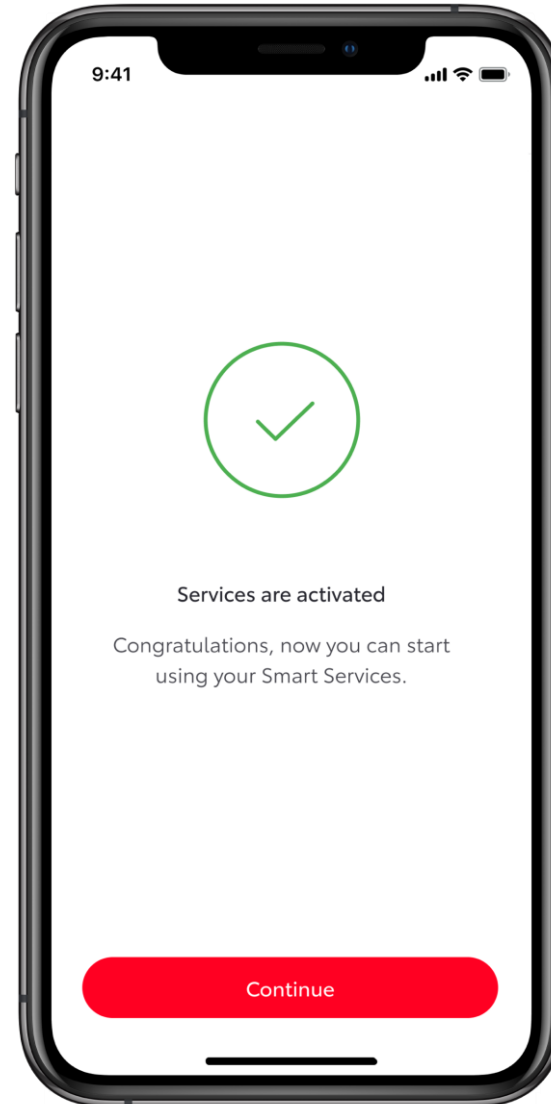 9:41
Services are activated
Congratulations, now you can start
using your Smart Services.
Continue